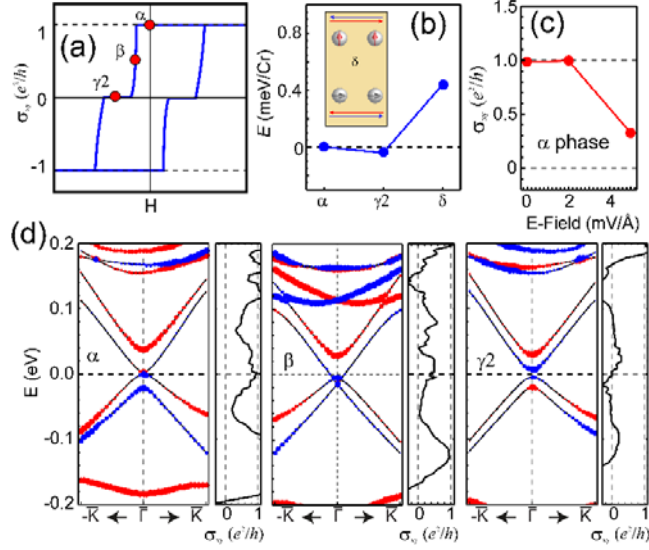 (a)
σxy (e²/h)
1
0
-1
α
β
γ2
H
(b)
E (meV/Cr)
0.8
0.4
0
δ
α γ2 δ
(c)
σxy (e²/h)
1.0
0.5
0
α phase
0 2 4
E-Field (mV/Å)
(d)
E (eV)
0.2
0.1
0.0
-0.1
-0.2
α
β
γ2
-K̄ ← Γ̄ → K̄
0 1
σxy (e²/h)
-K̄ ← Γ̄ → K̄
0 1
σxy (e²/h)
-K̄ ← Γ̄ → K̄
0 1
σxy (e²/h)